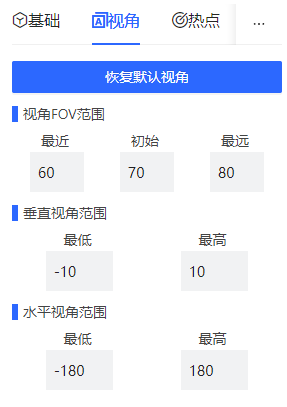 基础 视角 热点 ...
恢复默认视角
视角FOV范围
最近 初始 最远
60 70 80
垂直视角范围
最低 最高
-10 10
水平视角范围
最低 最高
-180 180